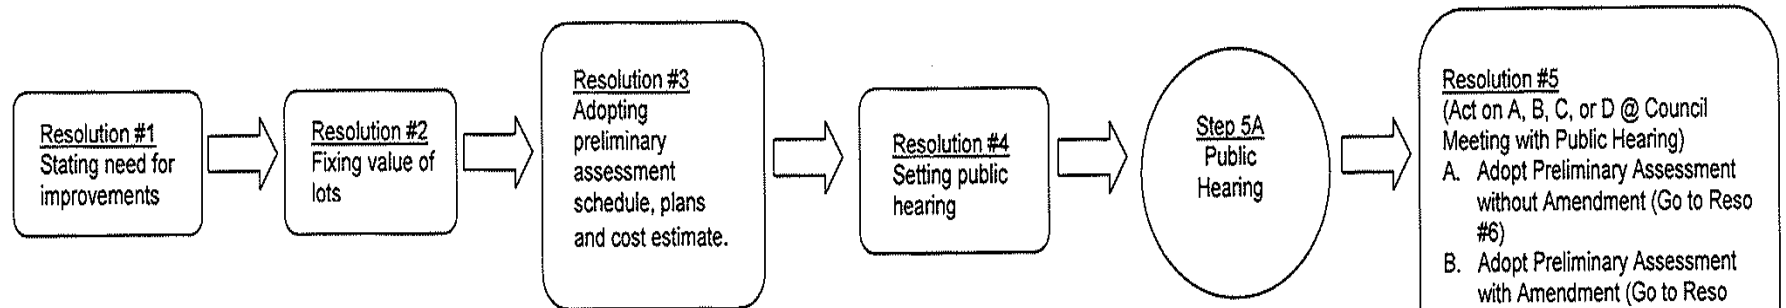 Resolution #1
Stating need for
improvements
Resolution #2
Fixing value of
lots
Resolution #3
Adopting
preliminary
assessment
schedule, plans
and cost estimate.
Resolution #4
Setting public
hearing
Step 5A
Public
Hearing
Resolution #5
(Act on A, B, C, or D @ Council
Meeting with Public Hearing)
A. Adopt Preliminary Assessment
without Amendment (Go to Reso
#6)
B. Adopt Preliminary Assessment
with Amendment (Go to Reso